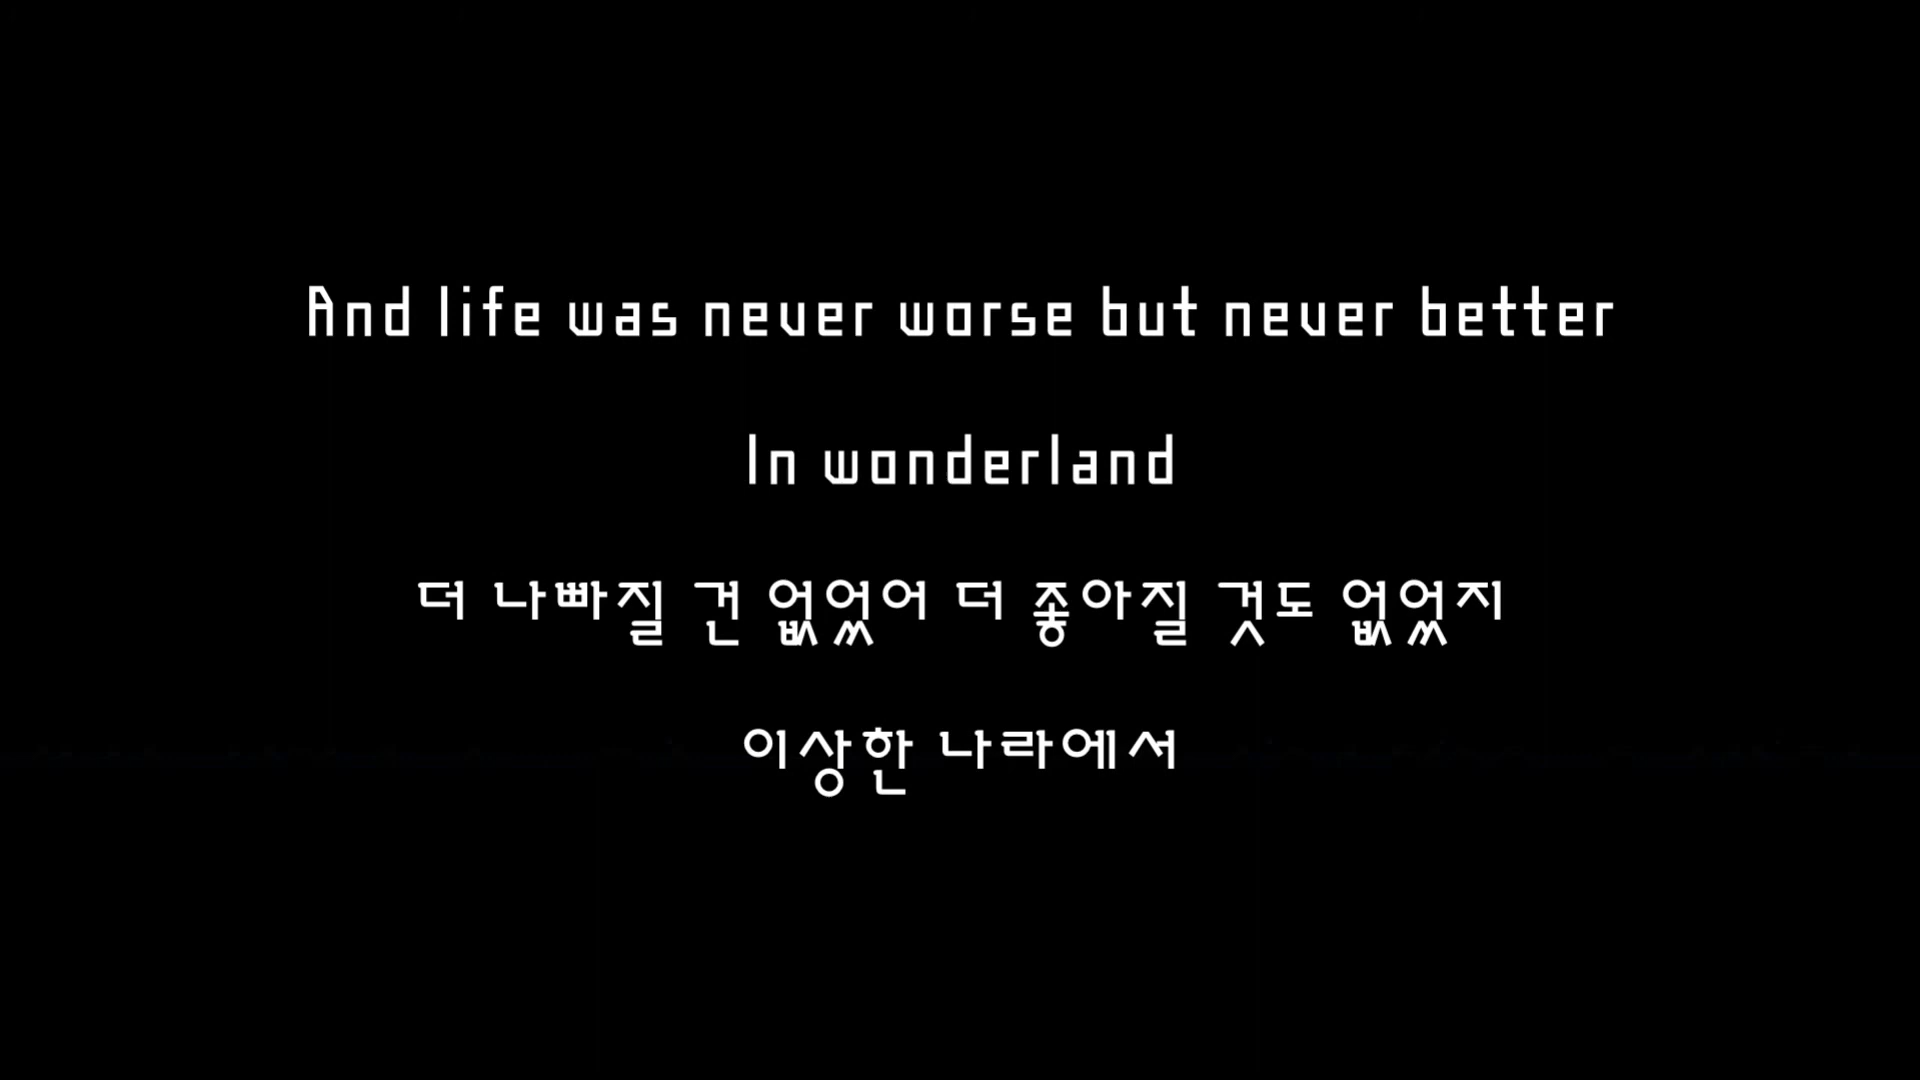 And life was never worse but never better
In wonderland
더 나빠질 건 없었어 더 좋아질 것도 없었지
이상한 나라에서